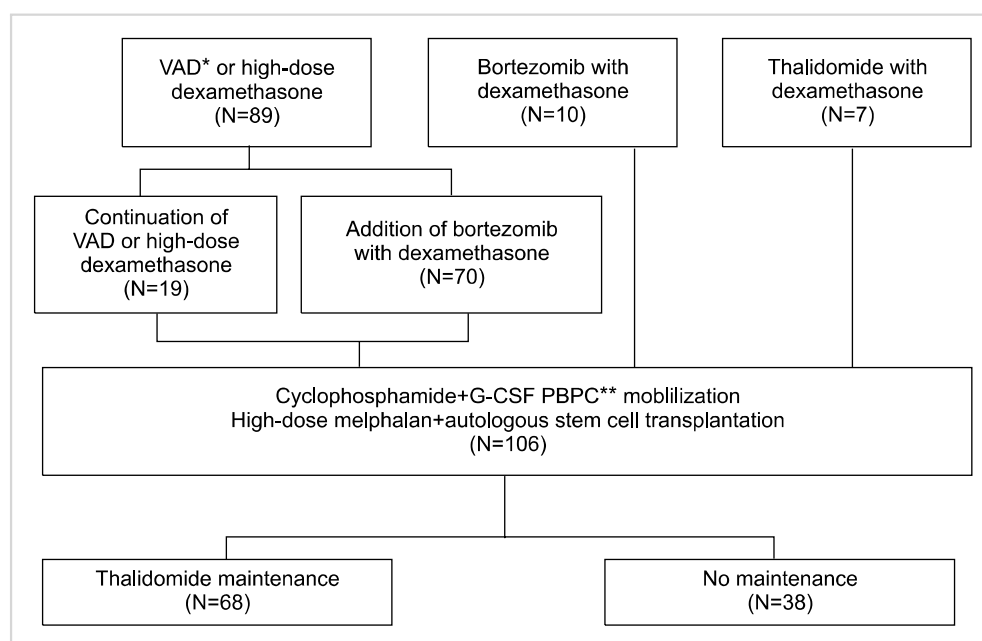 VAD* or high-dose
dexamethasone
(N=89)
Bortezomib with
dexamethasone
(N=10)
Thalidomide with
dexamethasone
(N=7)
Continuation of
VAD or high-dose
dexamethasone
(N=19)
Addition of bortezomib
with dexamethasone
(N=70)
Cyclophosphamide+G-CSF PBPC** moblilization
High-dose melphalan+autologous stem cell transplantation
(N=106)
Thalidomide maintenance
(N=68)
No maintenance
(N=38)